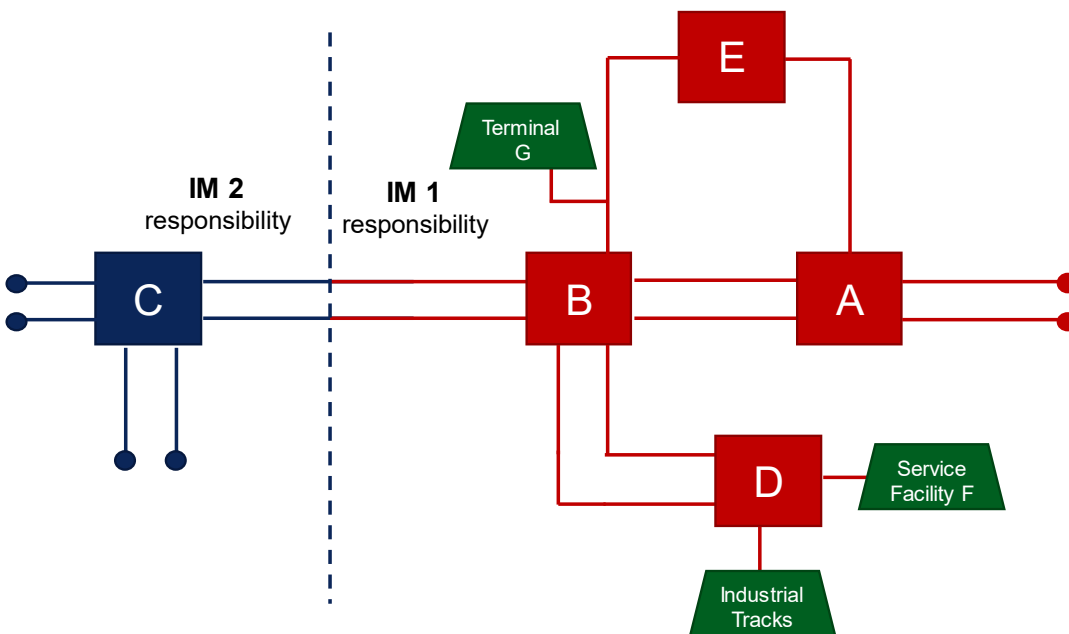 E
Terminal
G
IM 2
responsibility
IM 1
responsibility
C
B
A
D
Service
Facility F
Industrial
Tracks